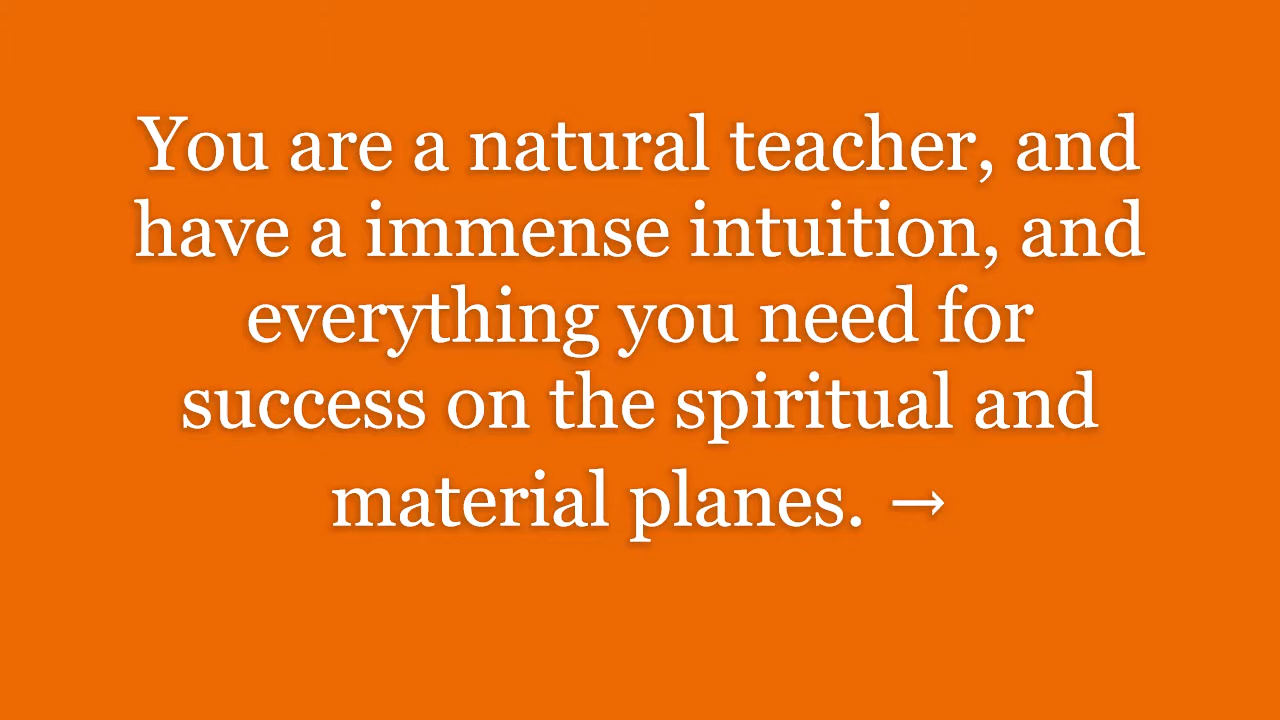 You are a natural teacher, and
have a immense intuition, and
everything you need for
success on the spiritual and
material planes. →